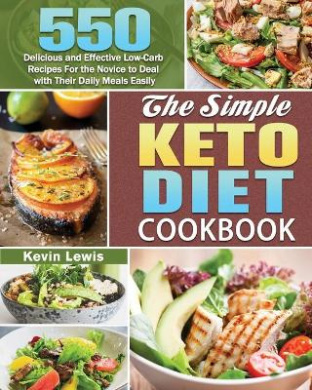 550
Delicious and Effective Low-Carb
Recipes For the Novice to Deal
with Their Daily Meals Easily
The Simple
KETO
DIET
COOKBOOK
Kevin Lewis